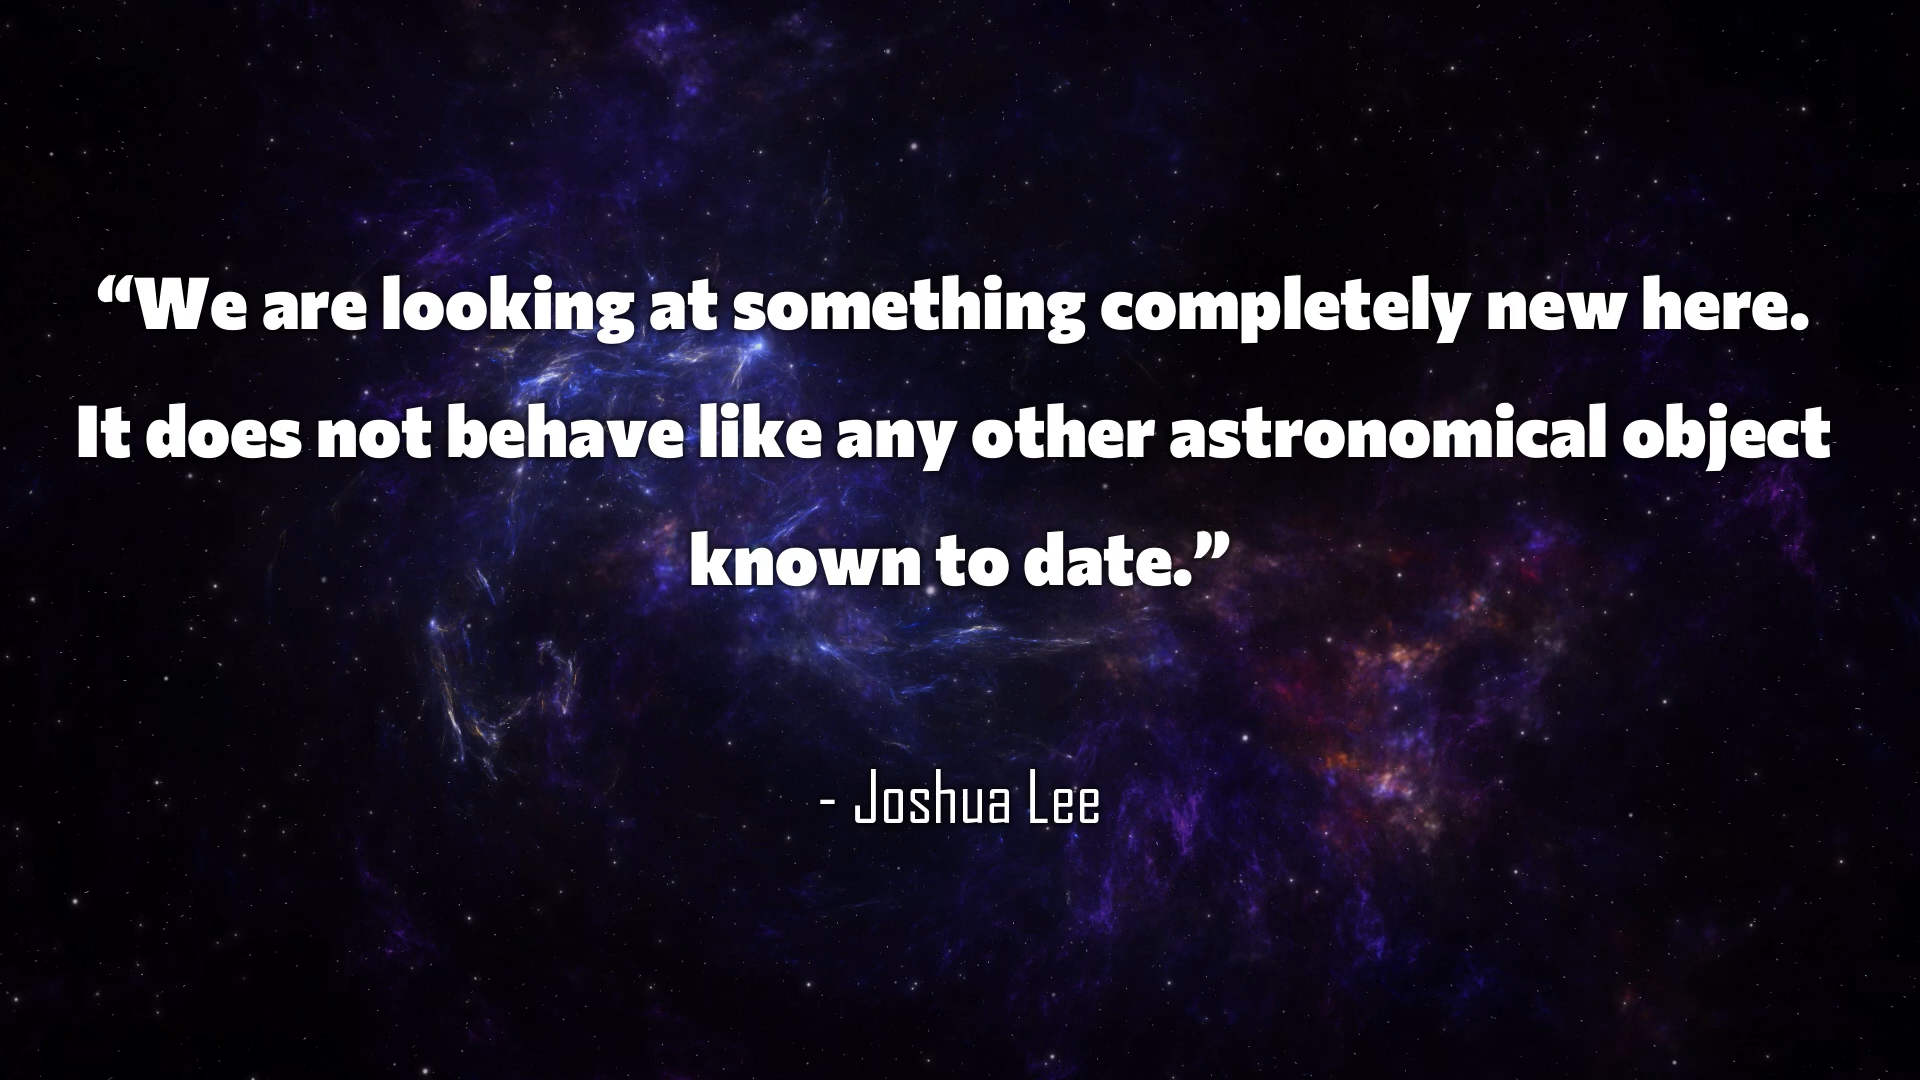 “We are looking at something completely new here.
It does not behave like any other astronomical object
known to date.”
- Joshua Lee